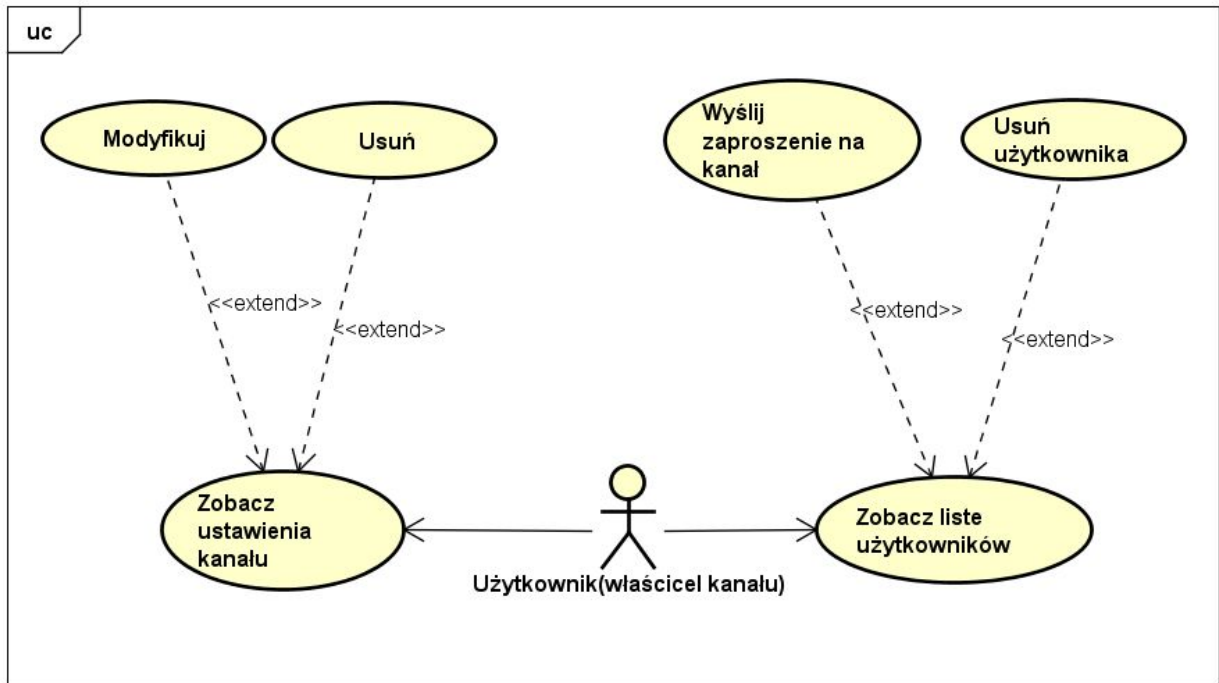 uc
Modyfikuj
Usuń
Wyślij
zaproszenie na
kanał
Usuń
użytkownika
<<extend>>
<<extend>>
<<extend>>
<<extend>>
Zobacz
ustawienia
kanału
Zobacz liste
użytkowników
Użytkownik(właścicel kanału)